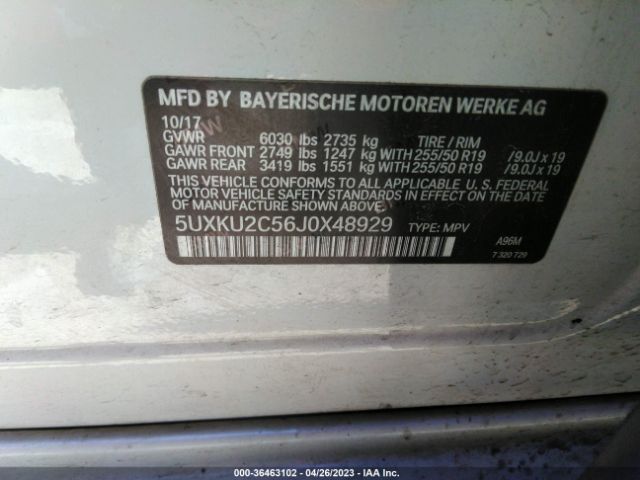 MFD BY BAYERISCHE MOTOREN WERKE AG
10/17
GVWR 6030 lbs 2735 kg TIRE / RIM
GAWR FRONT 2749 lbs 1247 kg WITH 255/50 R19 /9.0J x 19
GAWR REAR 3419 lbs 1551 kg WITH 255/50 R19 /9.0J x 19
THIS VEHICLE CONFORMS TO ALL APPLICABLE U. S. FEDERAL
MOTOR VEHICLE SAFETY STANDARDS IN EFFECT ON THE
DATE OF MANUFACTURE SHOWN ABOVE.
5UXKU2C56J0X48929 TYPE: MPV
A96M
7 320 729
000-36463102 - 04/26/2023 - IAA Inc.